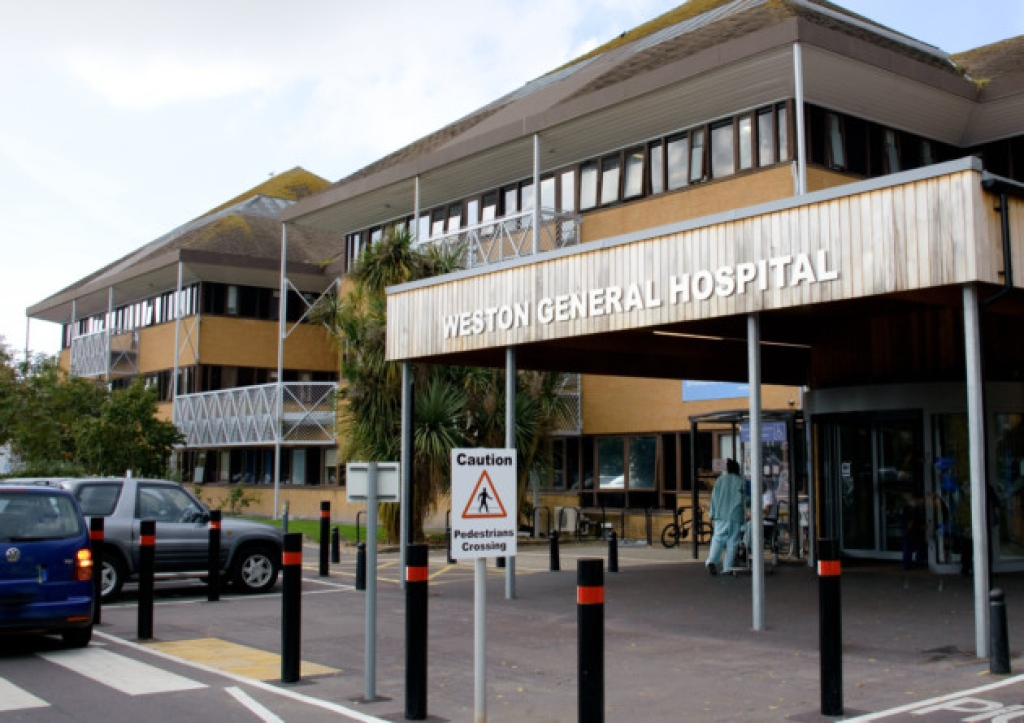 WESTON GENERAL HOSPITAL
Caution
Pedestrians
Crossing